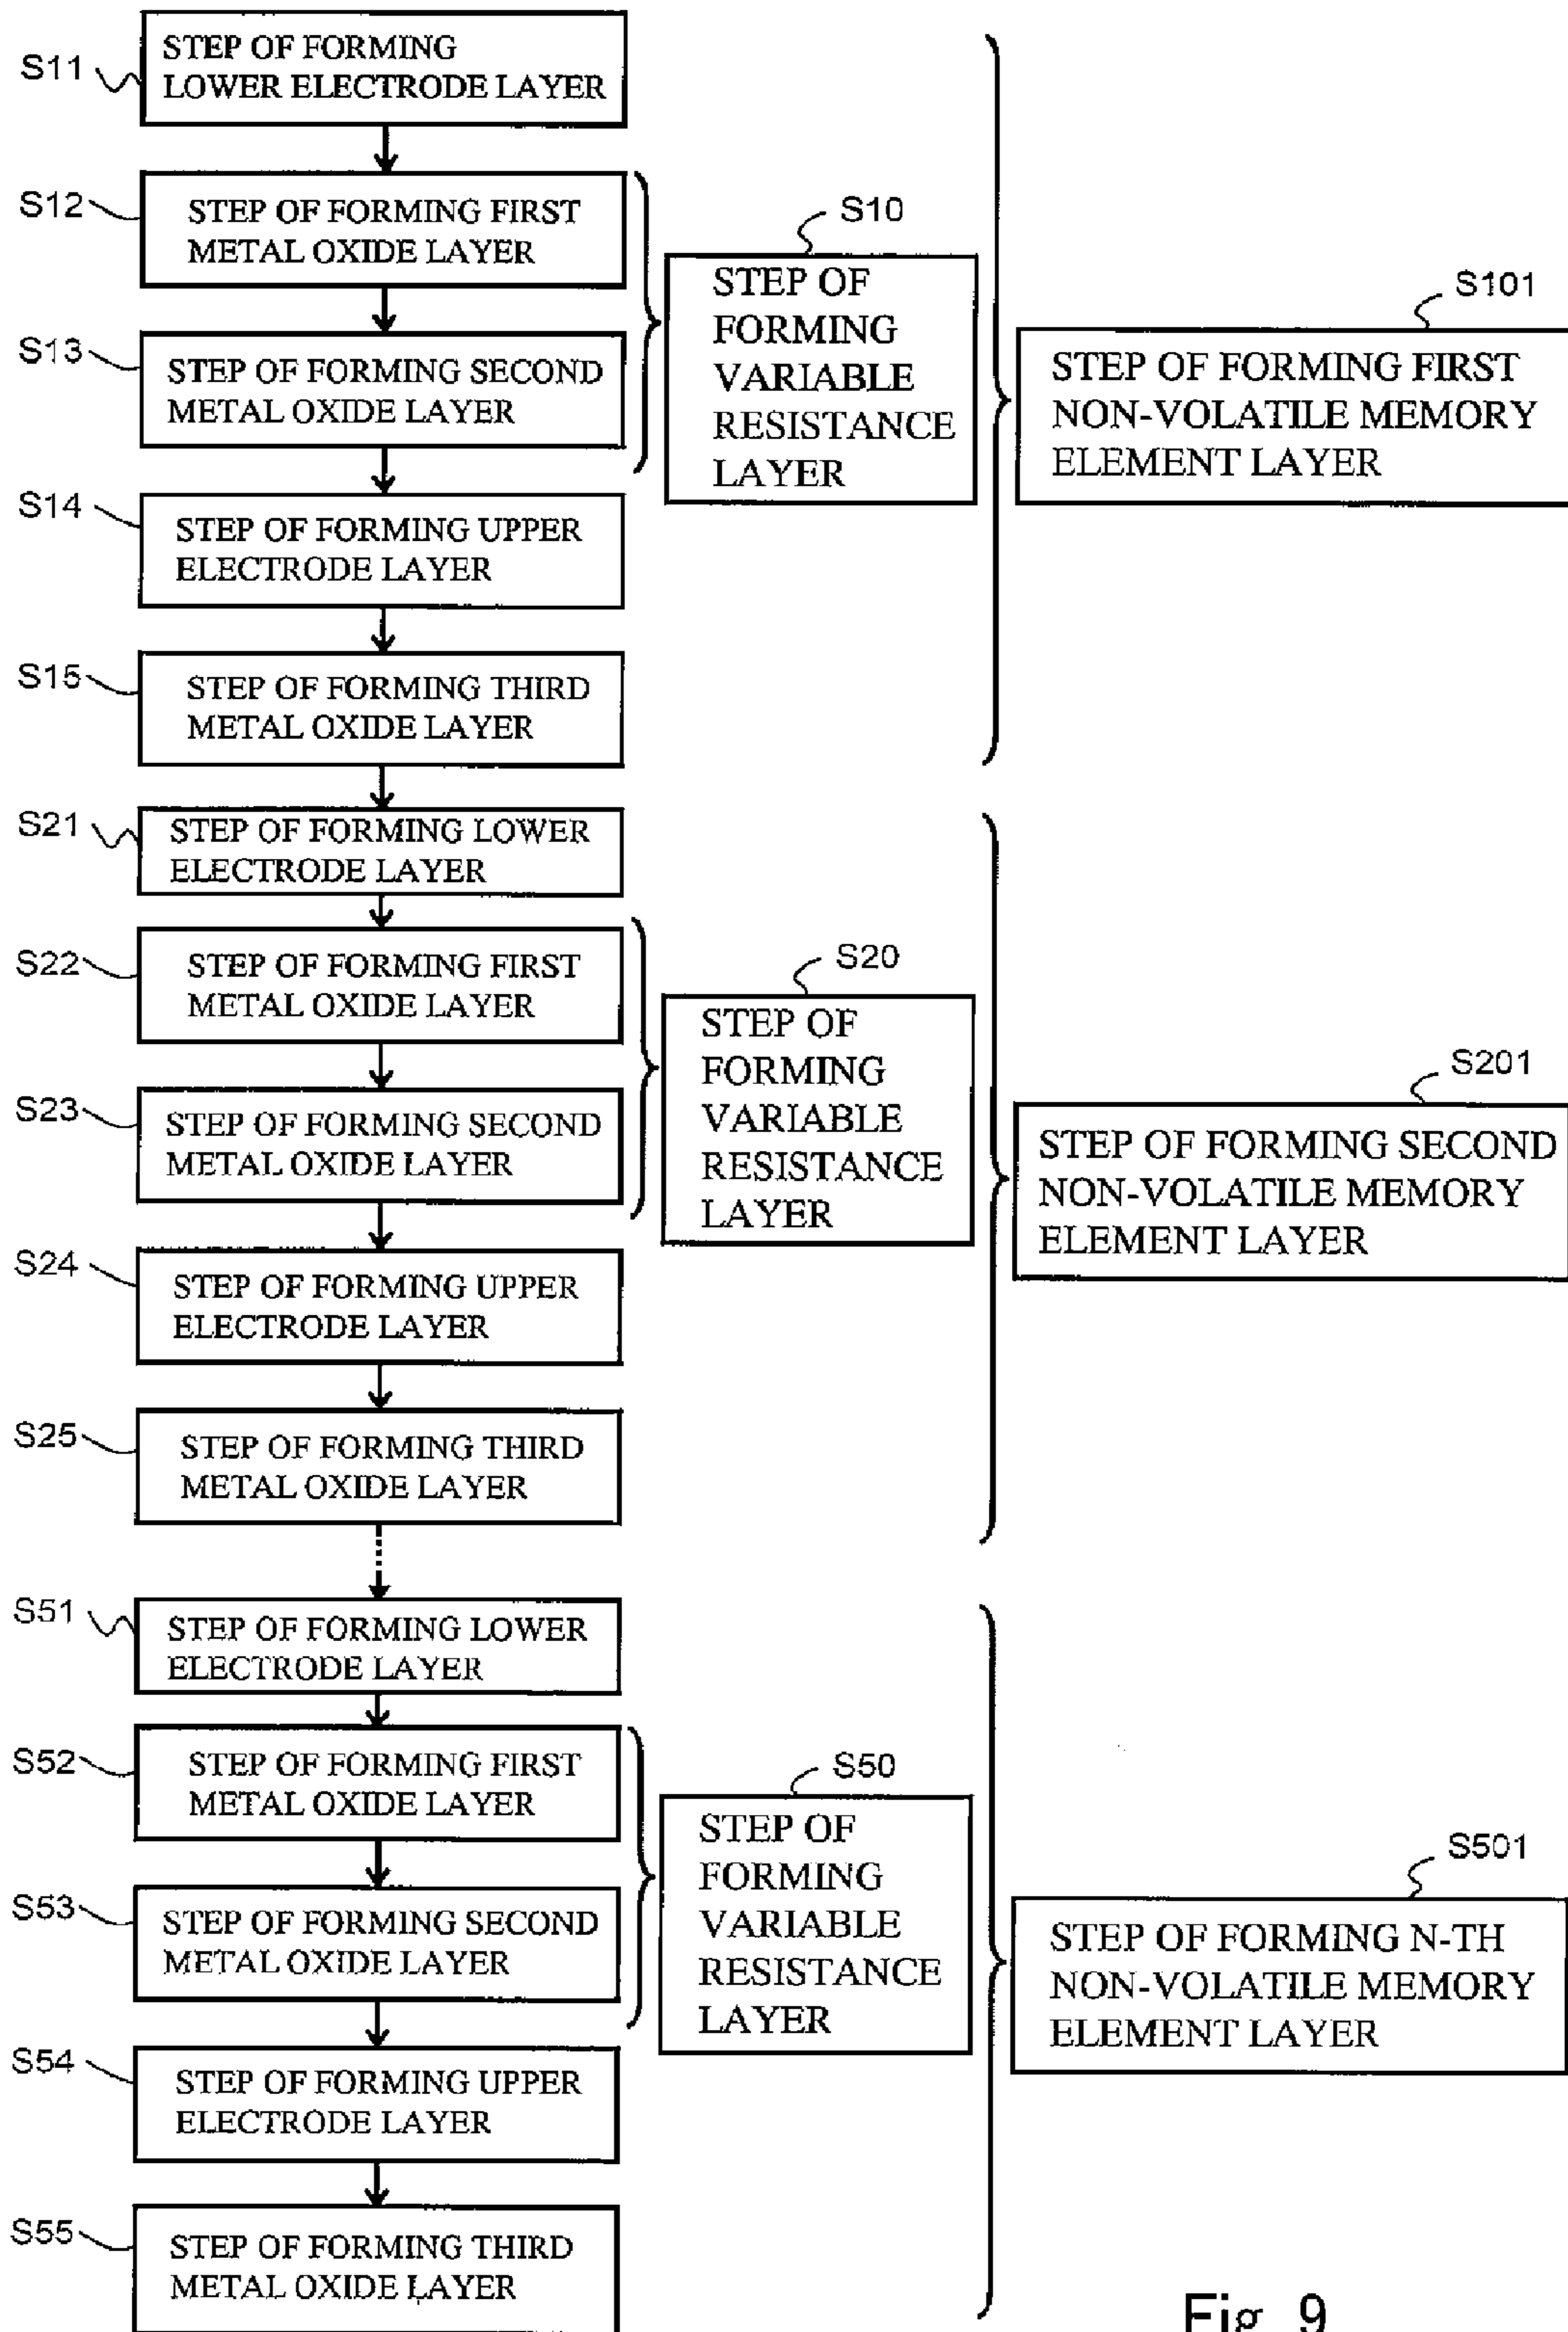 S11
STEP OF FORMING
LOWER ELECTRODE LAYER
S12
STEP OF FORMING FIRST
METAL OXIDE LAYER
S13
STEP OF FORMING SECOND
METAL OXIDE LAYER
S10
STEP OF
FORMING
VARIABLE
RESISTANCE
LAYER
S14
STEP OF FORMING UPPER
ELECTRODE LAYER
S15
STEP OF FORMING THIRD
METAL OXIDE LAYER
S101
STEP OF FORMING FIRST
NON-VOLATILE MEMORY
ELEMENT LAYER
S21
STEP OF FORMING LOWER
ELECTRODE LAYER
S22
STEP OF FORMING FIRST
METAL OXIDE LAYER
S23
STEP OF FORMING SECOND
METAL OXIDE LAYER
S20
STEP OF
FORMING
VARIABLE
RESISTANCE
LAYER
S24
STEP OF FORMING UPPER
ELECTRODE LAYER
S25
STEP OF FORMING THIRD
METAL OXIDE LAYER
S201
STEP OF FORMING SECOND
NON-VOLATILE MEMORY
ELEMENT LAYER
S51
STEP OF FORMING LOWER
ELECTRODE LAYER
S52
STEP OF FORMING FIRST
METAL OXIDE LAYER
S53
STEP OF FORMING SECOND
METAL OXIDE LAYER
S50
STEP OF
FORMING
VARIABLE
RESISTANCE
LAYER
S54
STEP OF FORMING UPPER
ELECTRODE LAYER
S55
STEP OF FORMING THIRD
METAL OXIDE LAYER
S501
STEP OF FORMING N-TH
NON-VOLATILE MEMORY
ELEMENT LAYER
Fig. 9